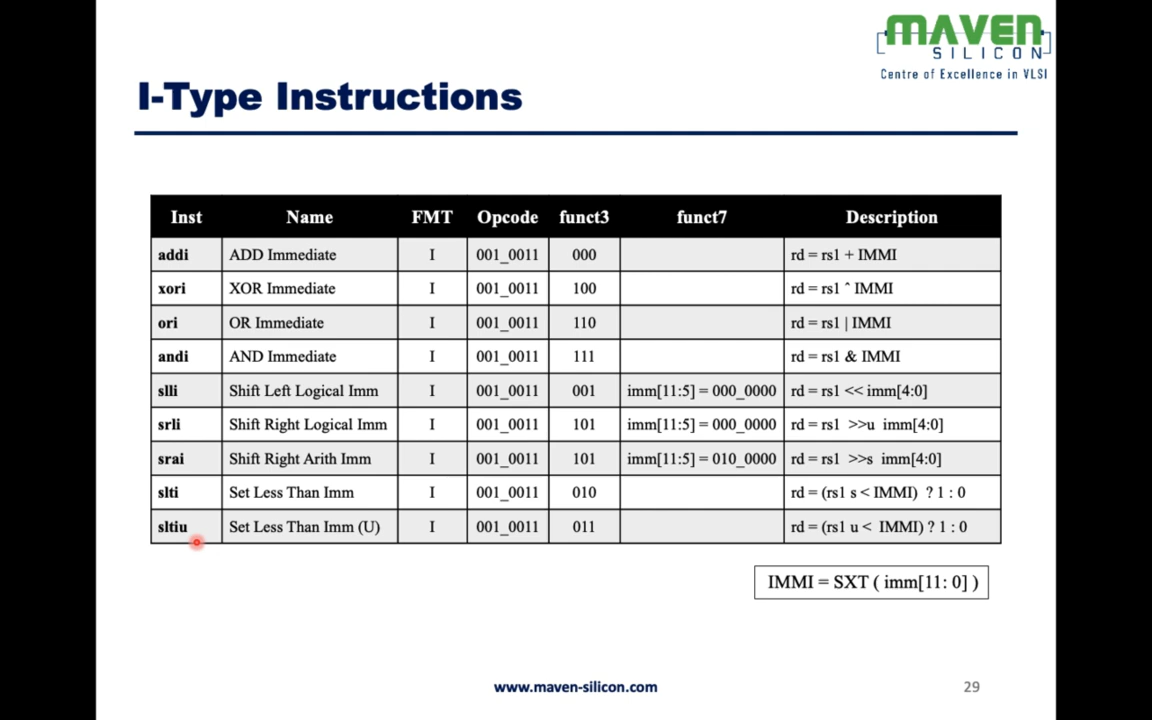 MAVEN
SILICON
Centre of Excellence in VLSI
I-Type Instructions
Inst Name FMT Opcode funct3 funct7 Description
addi ADD Immediate I 001_0011 000 rd = rs1 + IMMI
xori XOR Immediate I 001_0011 100 rd = rs1 ^ IMMI
ori OR Immediate I 001_0011 110 rd = rs1 | IMMI
andi AND Immediate I 001_0011 111 rd = rs1 & IMMI
slli Shift Left Logical Imm I 001_0011 001 imm[11:5] = 000_0000 rd = rs1 << imm[4:0]
srli Shift Right Logical Imm I 001_0011 101 imm[11:5] = 000_0000 rd = rs1 >>u imm[4:0]
srai Shift Right Arith Imm I 001_0011 101 imm[11:5] = 010_0000 rd = rs1 >>s imm[4:0]
slti Set Less Than Imm I 001_0011 010 rd = (rs1 s < IMMI) ? 1 : 0
sltiu Set Less Than Imm (U) I 001_0011 011 rd = (rs1 u < IMMI) ? 1 : 0
IMMI = SXT ( imm[11: 0] )
www.maven-silicon.com 29